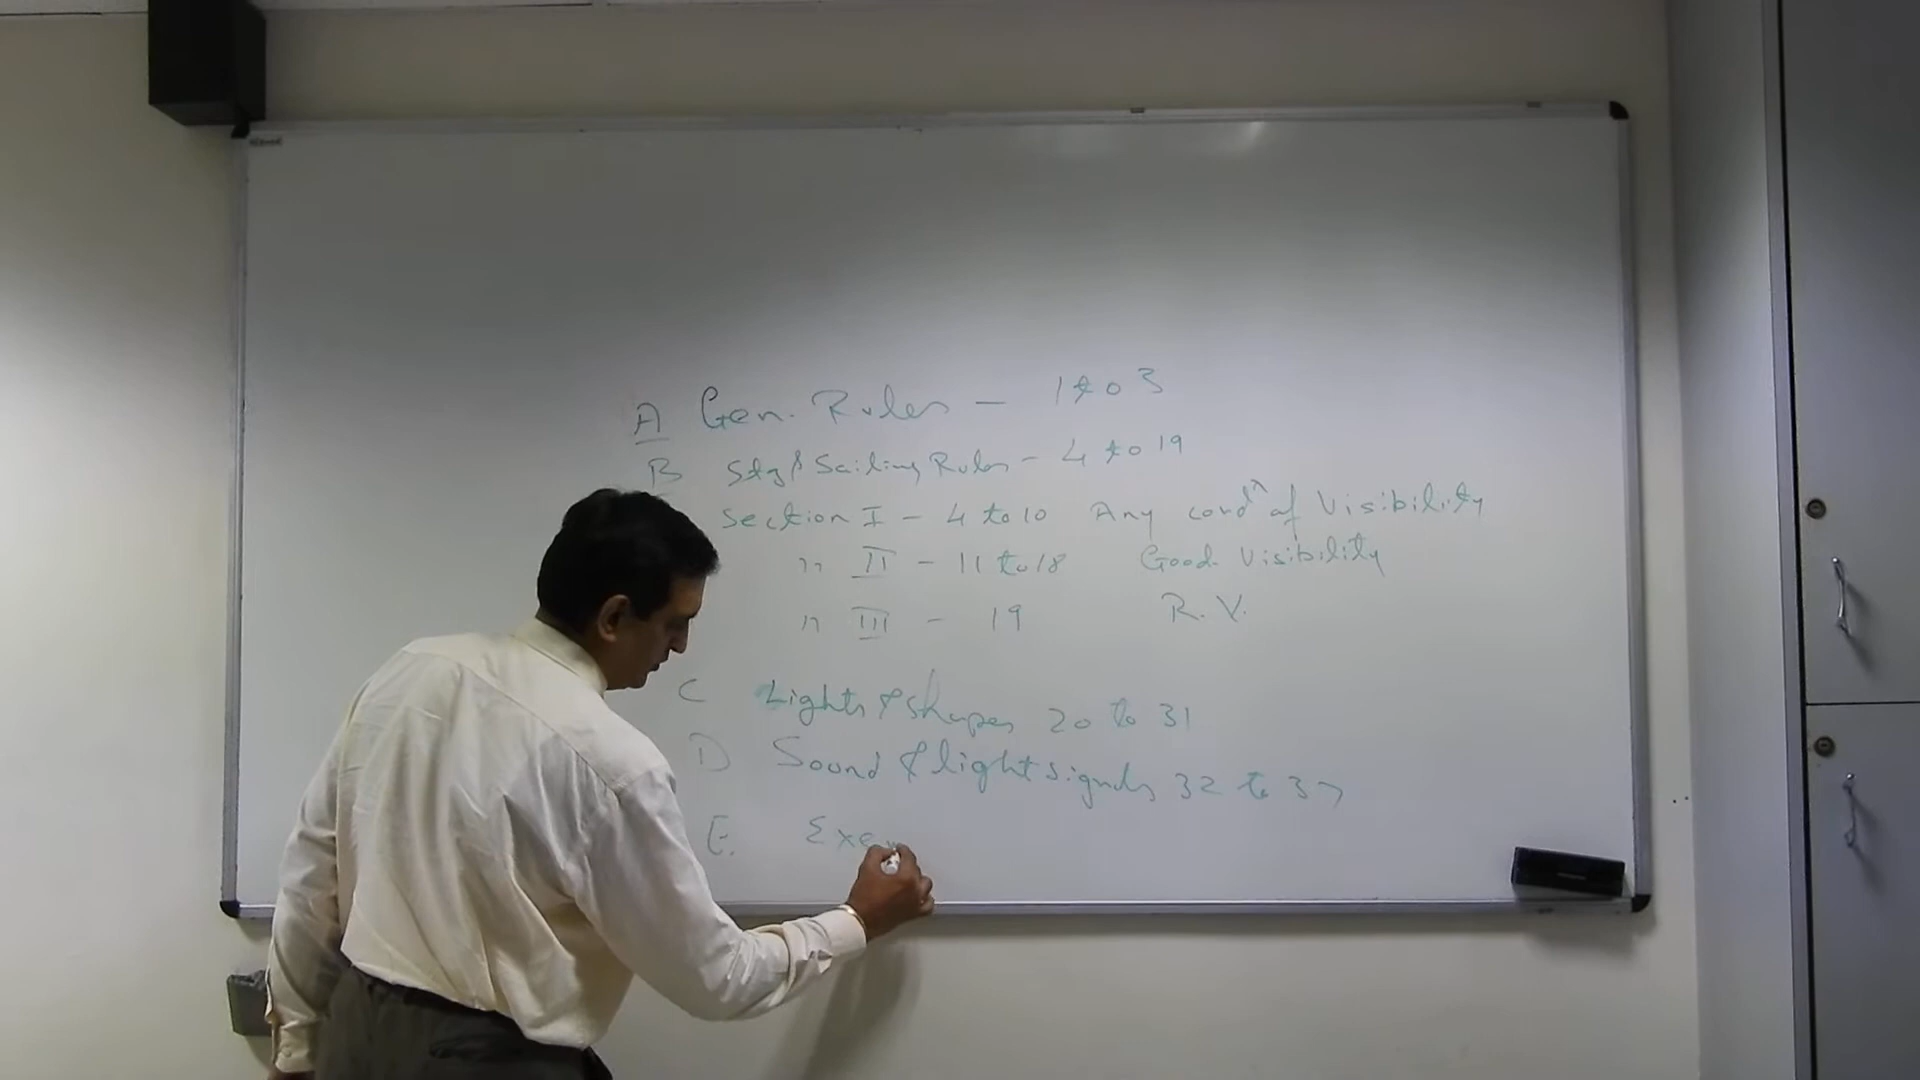 A Gen. Rules - 1 to 3
B Stg & Sailing Rules - 4 to 19
Section I - 4 to 10 Any condn of Visibility
" II - 11 to 18 Good Visibility
" III - 19 R.V.
C Lights & shapes 20 to 31
D Sound & light signals 32 to 37
E. Exem